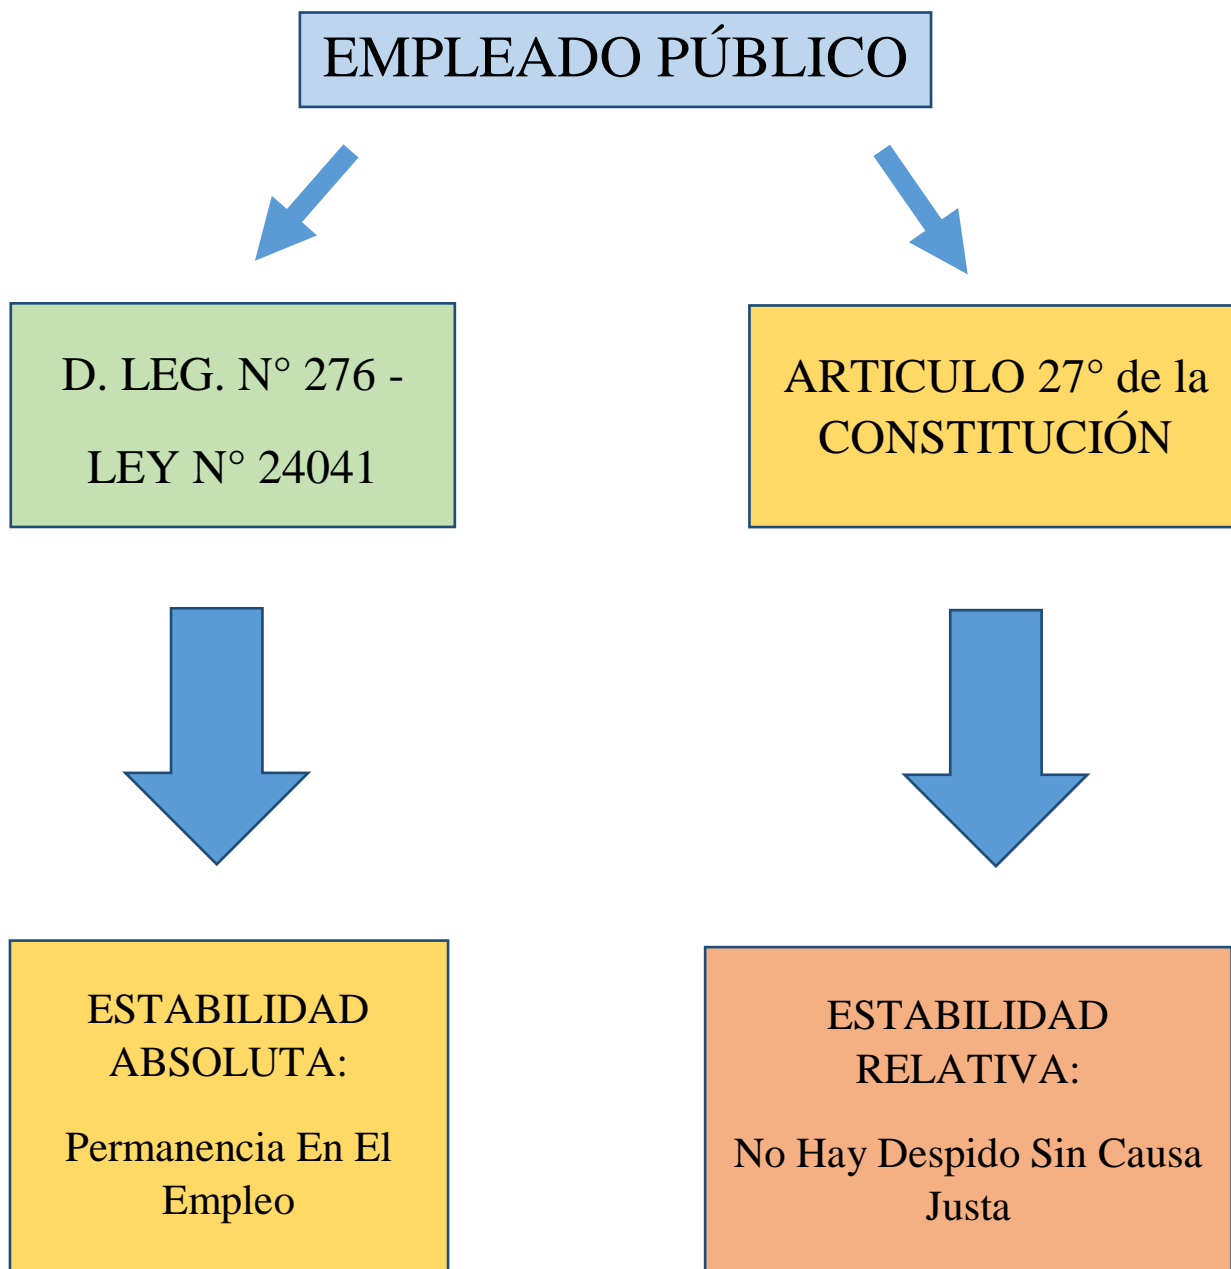 EMPLEADO PÚBLICO
D. LEG. N° 276 -
LEY N° 24041
ARTICULO 27° de la
CONSTITUCIÓN
ESTABILIDAD
ABSOLUTA:
Permanencia En El
Empleo
ESTABILIDAD
RELATIVA:
No Hay Despido Sin Causa
Justa